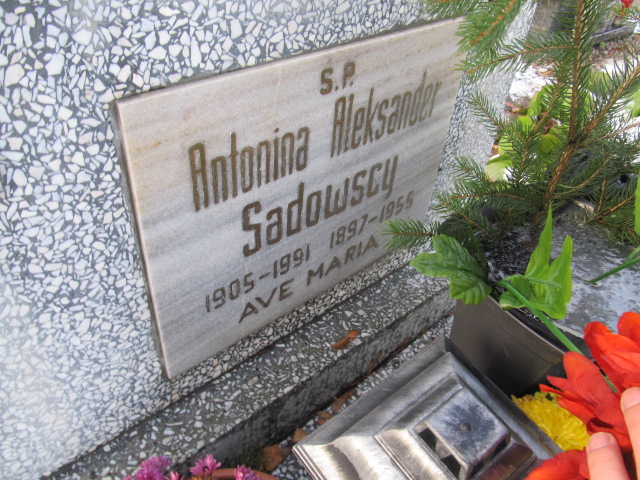 Ś.P.
Antonina Aleksander
Sadowscy
1905-1991 1897-1955
AVE MARIA